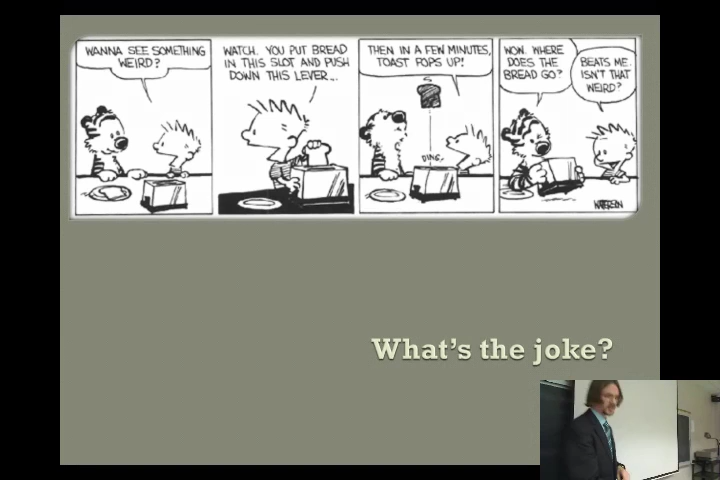 WANNA SEE SOMETHING
WEIRD?
WATCH. YOU PUT BREAD
IN THIS SLOT AND PUSH
DOWN THIS LEVER...
THEN IN A FEW MINUTES,
TOAST POPS UP!
DING!
WOW. WHERE
DOES THE
BREAD GO?
BEATS ME.
ISN'T THAT
WEIRD?
WATTERSON
What's the joke?